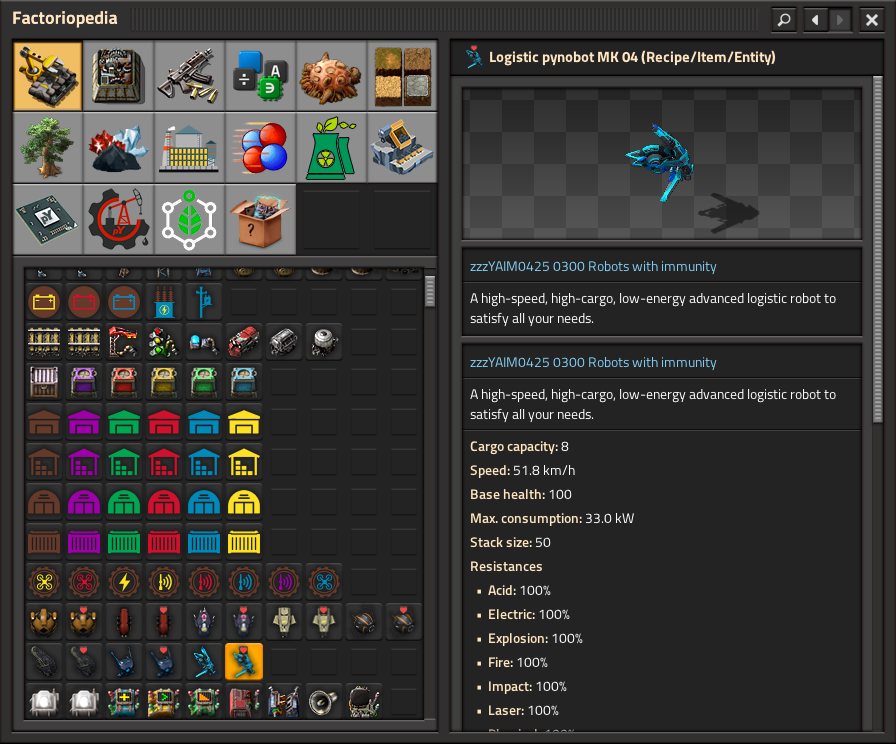 Factoriopedia
Logistic pynobot MK 04 (Recipe/Item/Entity)
zzzYAIM0425 0300 Robots with immunity
A high-speed, high-cargo, low-energy advanced logistic robot to
satisfy all your needs.
zzzYAIM0425 0300 Robots with immunity
A high-speed, high-cargo, low-energy advanced logistic robot to
satisfy all your needs.
Cargo capacity: 8
Speed: 51.8 km/h
Base health: 100
Max. consumption: 33.0 kW
Stack size: 50
Resistances
▪ Acid: 100%
▪ Electric: 100%
▪ Explosion: 100%
▪ Fire: 100%
▪ Impact: 100%
▪ Laser: 100%